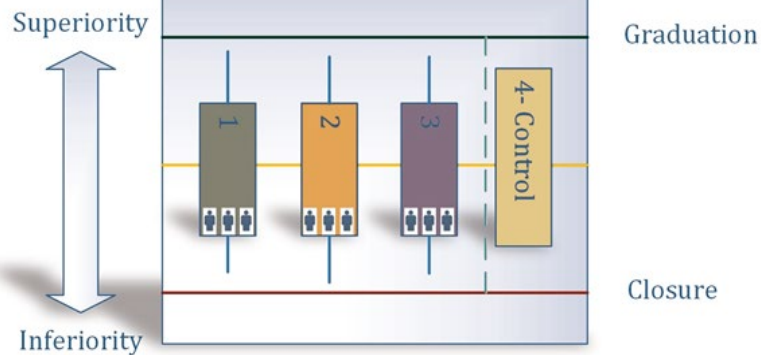 Superiority
Graduation
1
2
3
4- Control
Closure
Inferiority